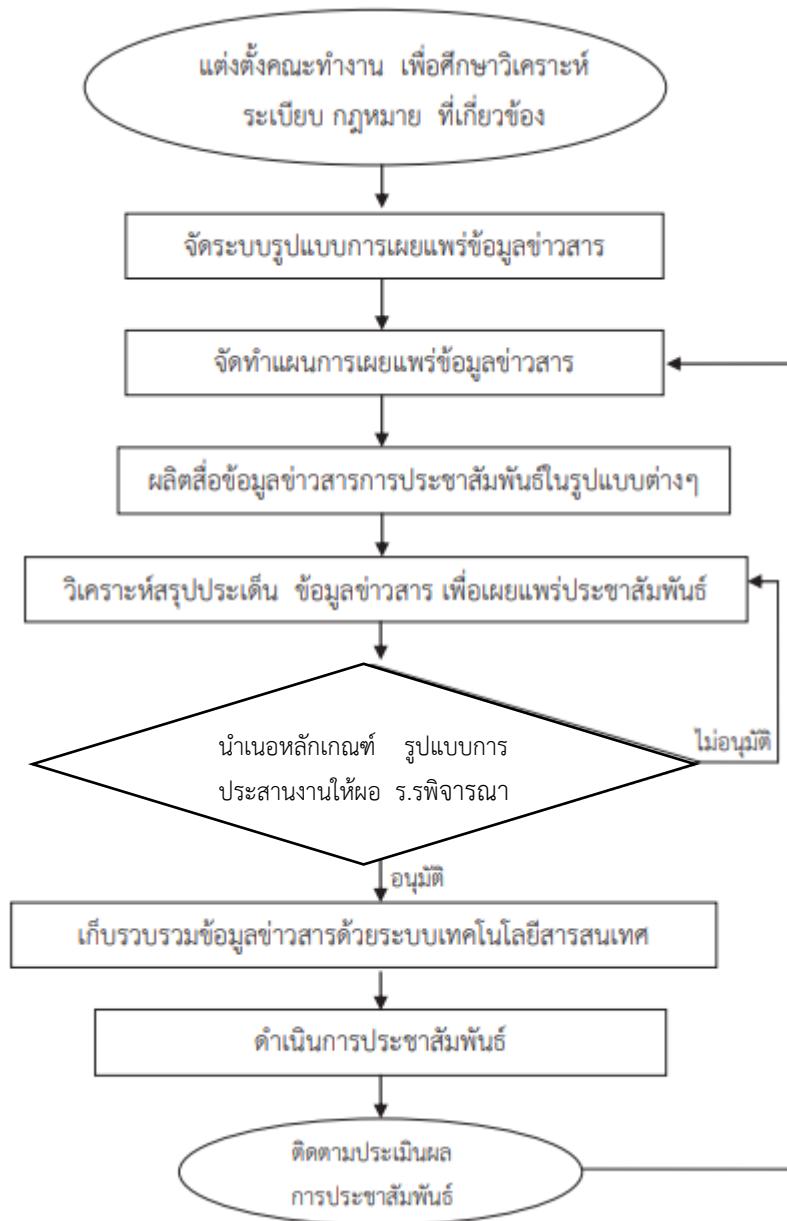 แต่งตั้งคณะทำงาน เพื่อศึกษาวิเคราะห์
ระเบียบ กฎหมาย ที่เกี่ยวข้อง
จัดระบบรูปแบบการเผยแพร่ข้อมูลข่าวสาร
จัดทำแผนการเผยแพร่ข้อมูลข่าวสาร
ผลิตสื่อข้อมูลข่าวสารการประชาสัมพันธ์ในรูปแบบต่างๆ
วิเคราะห์สรุปประเด็น ข้อมูลข่าวสาร เพื่อเผยแพร่ประชาสัมพันธ์
นำเนอหลักเกณฑ์ รูปแบบการ
ประสานงานให้ผอ ร.รพิจารณา
ไม่อนุมัติ
อนุมัติ
เก็บรวบรวมข้อมูลข่าวสารด้วยระบบเทคโนโลยีสารสนเทศ
ดำเนินการประชาสัมพันธ์
ติดตามประเมินผล
การประชาสัมพันธ์